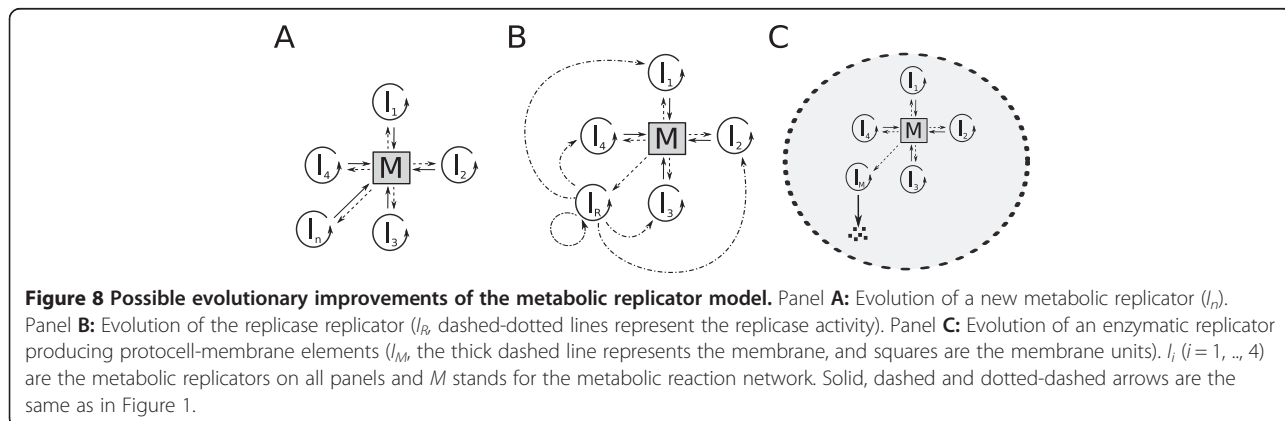 A
B
C
I1
I4
M
I2
In
I3
I1
I4
M
I2
IR
I3
I1
I4
M
I2
IM
I3
Figure 8 Possible evolutionary improvements of the metabolic replicator model. Panel A: Evolution of a new metabolic replicator (In).
Panel B: Evolution of the replicase replicator (IR, dashed-dotted lines represent the replicase activity). Panel C: Evolution of an enzymatic replicator
producing protocell-membrane elements (IM, the thick dashed line represents the membrane, and squares are the membrane units). Ii (i = 1, .., 4)
are the metabolic replicators on all panels and M stands for the metabolic reaction network. Solid, dashed and dotted-dashed arrows are the
same as in Figure 1.